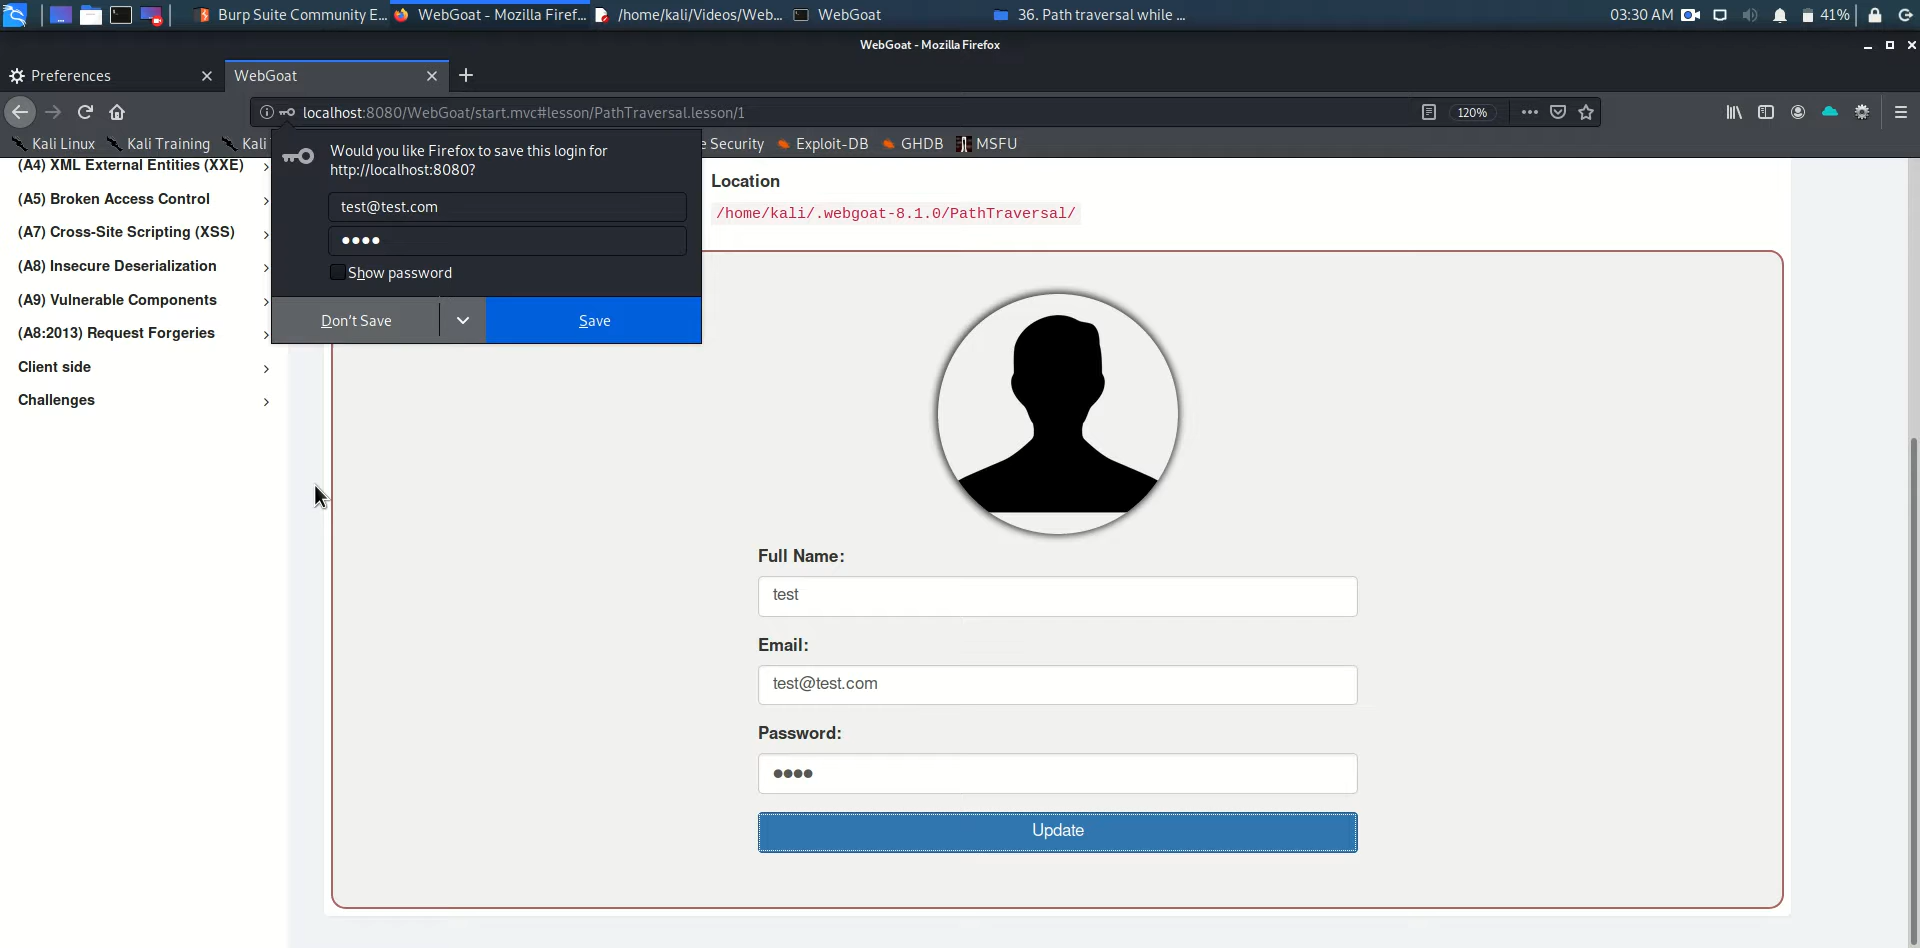 Burp Suite Community E...
WebGoat - Mozilla Firef...
/home/kali/Videos/Web...
WebGoat
36. Path traversal while ...
03:30 AM
41%
WebGoat - Mozilla Firefox
Preferences
WebGoat
localhost:8080/WebGoat/start.mvc#lesson/PathTraversal.lesson/1
120%
Kali Linux
Kali Training
Kali
e Security
Exploit-DB
GHDB
MSFU
(A4) XML External Entities (XXE)
(A5) Broken Access Control
(A7) Cross-Site Scripting (XSS)
(A8) Insecure Deserialization
(A9) Vulnerable Components
(A8:2013) Request Forgeries
Client side
Challenges
Would you like Firefox to save this login for
http://localhost:8080?
test@test.com
••••
Show password
Don't Save
Save
Location
/home/kali/.webgoat-8.1.0/PathTraversal/
Full Name:
test
Email:
test@test.com
Password:
••••
Update